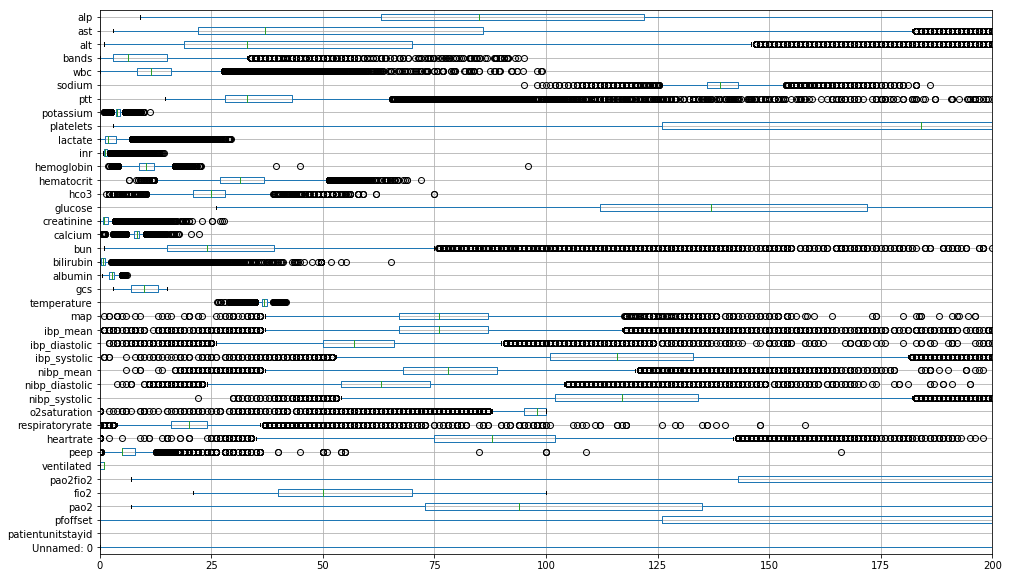 alp
ast
alt
bands
wbc
sodium
ptt
potassium
platelets
lactate
inr
hemoglobin
hematocrit
hco3
glucose
creatinine
calcium
bun
bilirubin
albumin
gcs
temperature
map
ibp_mean
ibp_diastolic
ibp_systolic
nibp_mean
nibp_diastolic
nibp_systolic
o2saturation
respiratoryrate
heartrate
peep
ventilated
pao2fio2
fio2
pao2
pfoffset
patientunitstayid
Unnamed: 0
0 25 50 75 100 125 150 175 200